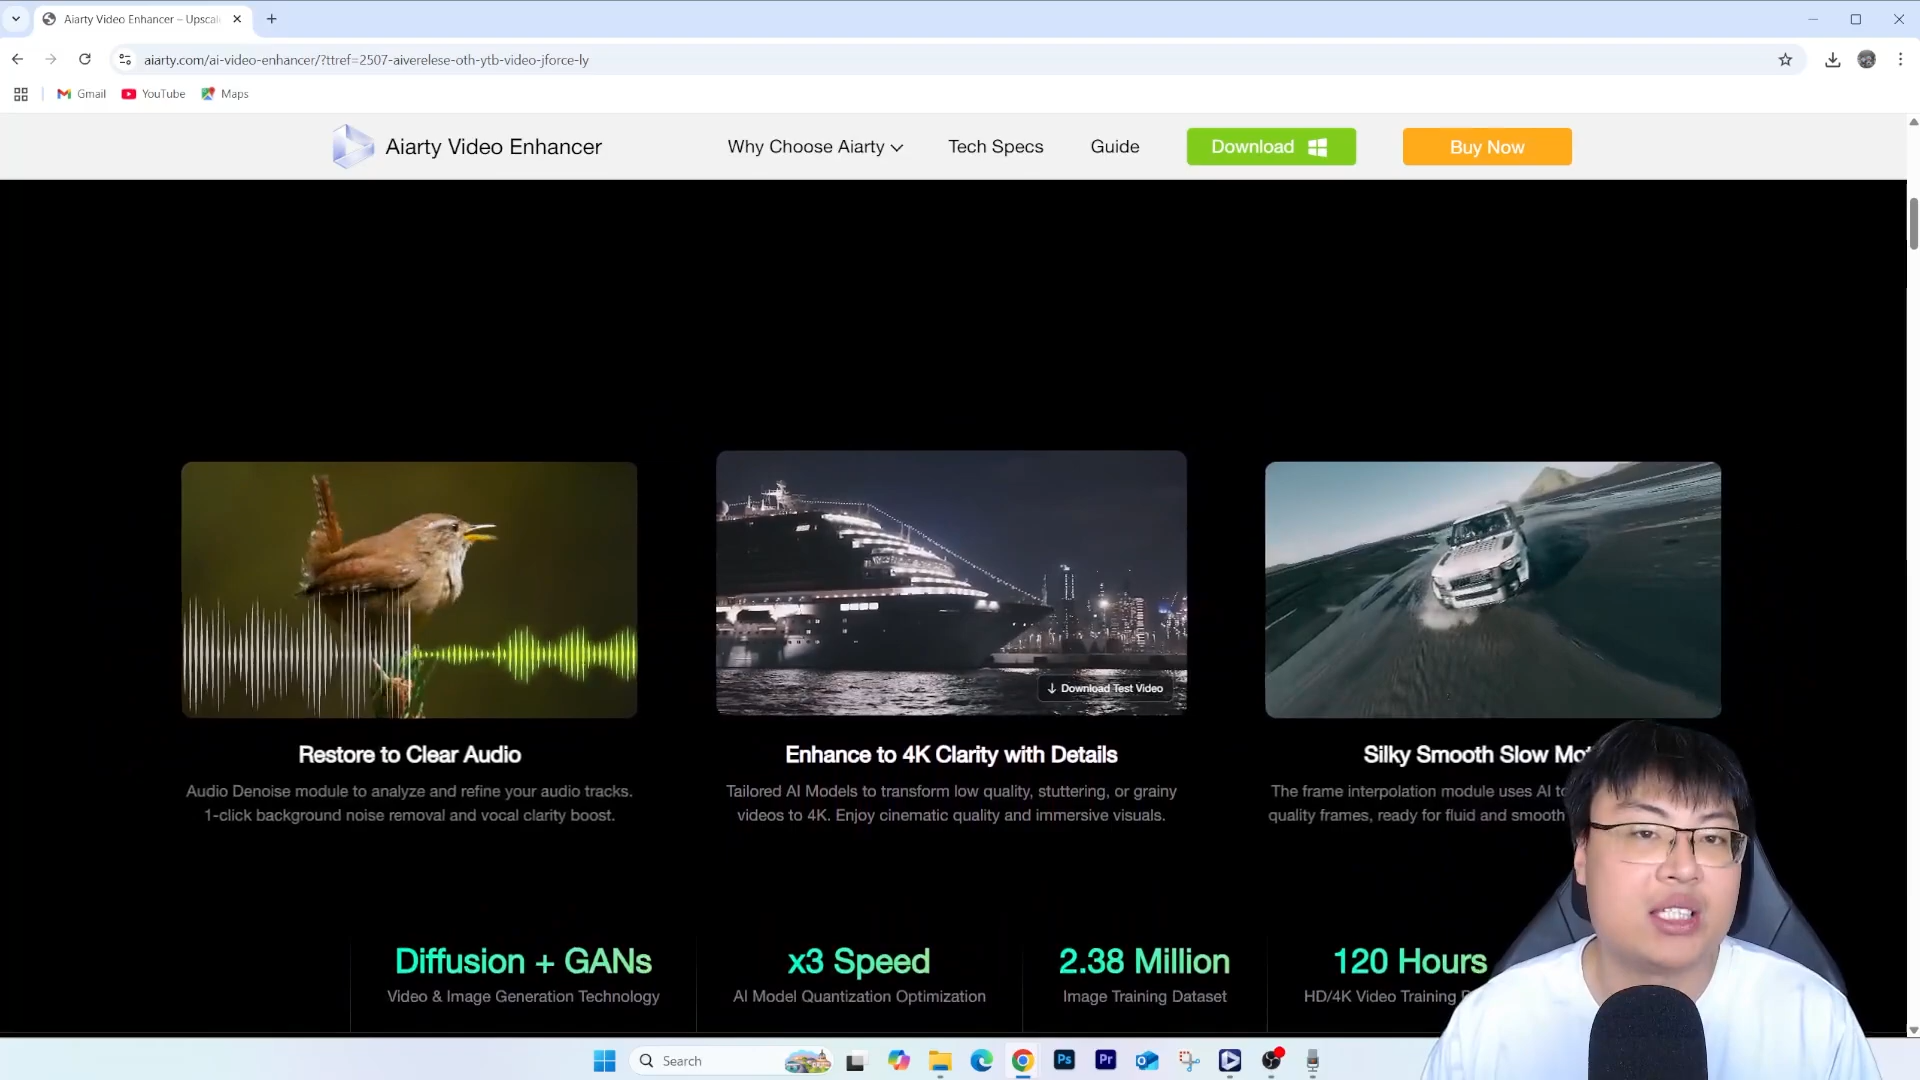 Aiarty Video Enhancer – Upscal
aiarty.com/ai-video-enhancer/?ttref=2507-aiverelese-oth-ytb-video-jforce-ly
Gmail
YouTube
Maps
Aiarty Video Enhancer
Why Choose Aiarty
Tech Specs
Guide
Download
Buy Now
Download Test Video
Restore to Clear Audio
Audio Denoise module to analyze and refine your audio tracks.
1-click background noise removal and vocal clarity boost.
Enhance to 4K Clarity with Details
Tailored AI Models to transform low quality, stuttering, or grainy
videos to 4K. Enjoy cinematic quality and immersive visuals.
Silky Smooth Slow Mot
The frame interpolation module uses AI to
quality frames, ready for fluid and smooth
Diffusion + GANs
Video & Image Generation Technology
x3 Speed
AI Model Quantization Optimization
2.38 Million
Image Training Dataset
120 Hours
HD/4K Video Training
Search
Ps
Pr